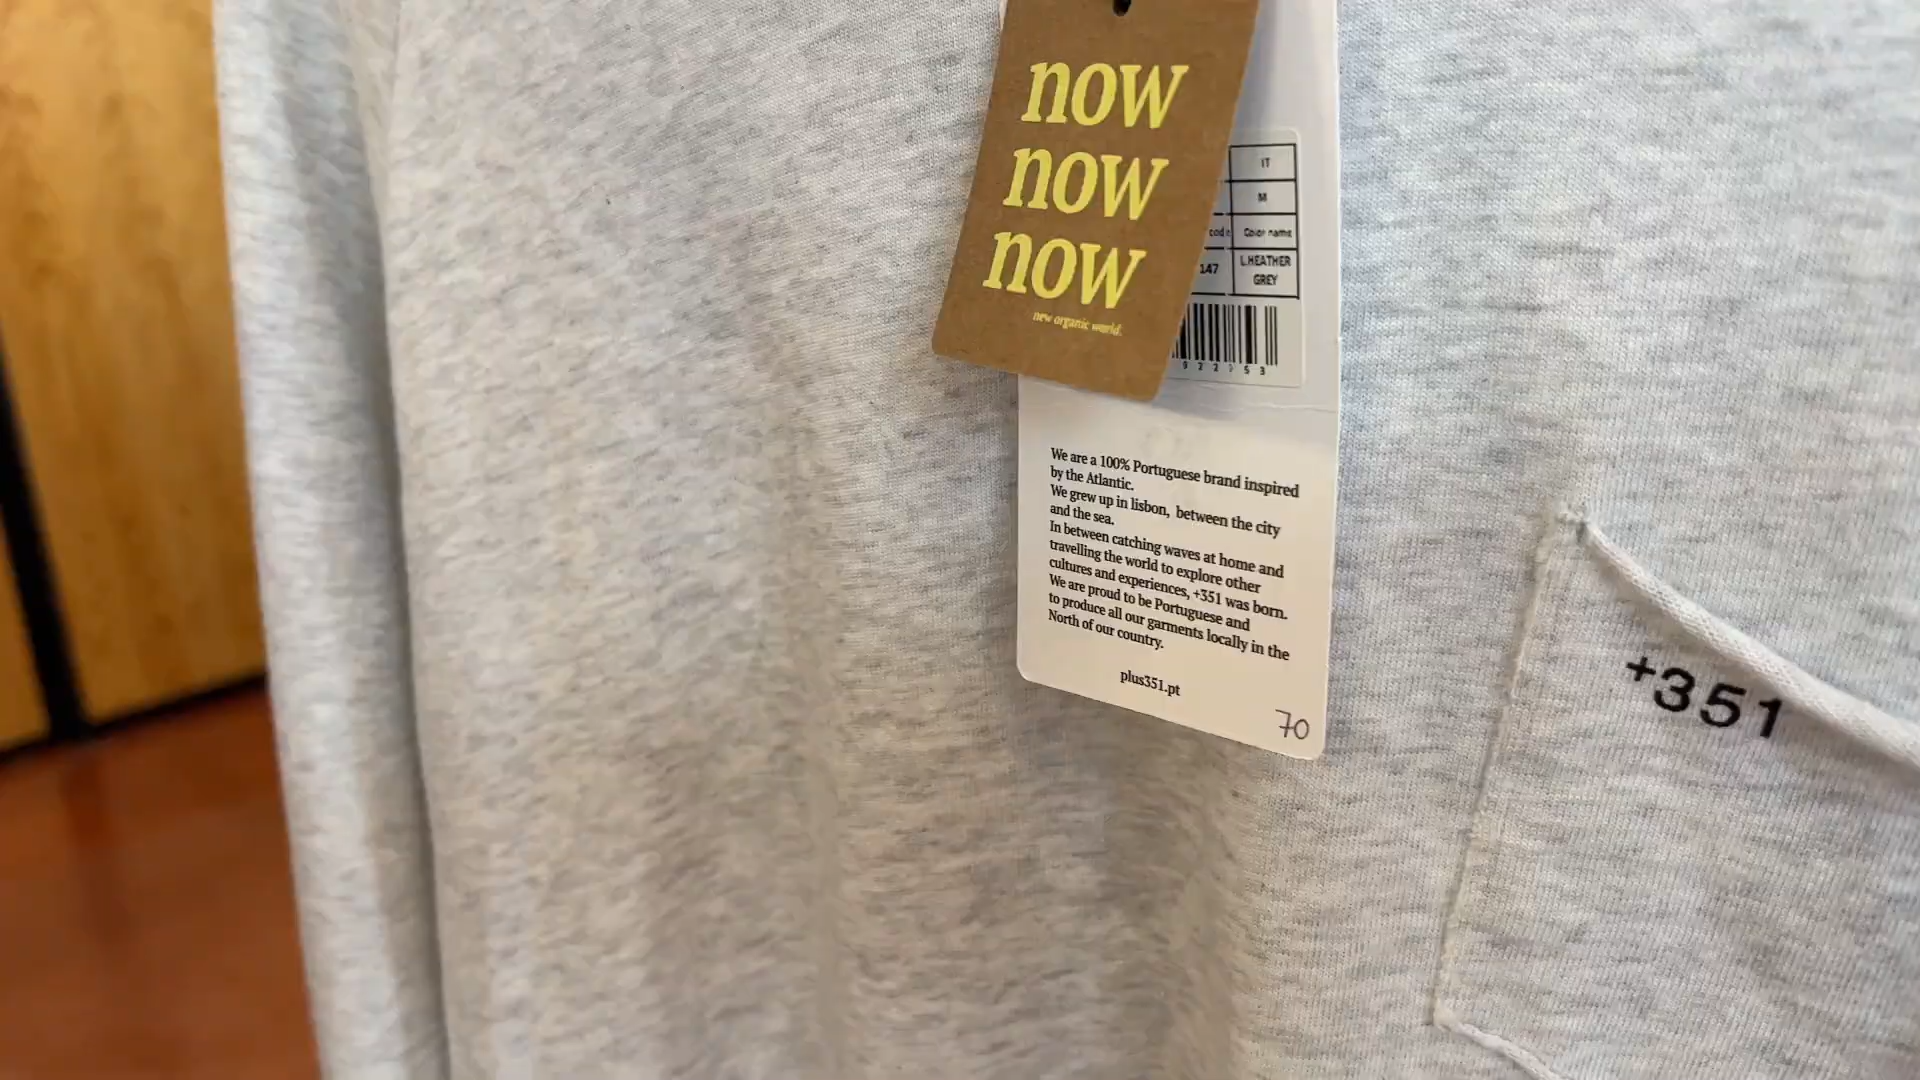 now
now
now
new organic world.
IT
M
code Color name
147 L.HEATHER
GREY
We are a 100% Portuguese brand inspired
by the Atlantic.
We grew up in lisbon, between the city
and the sea.
In between catching waves at home and
travelling the world to explore other
cultures and experiences, +351 was born.
We are proud to be Portuguese and
to produce all our garments locally in the
North of our country.
plus351.pt
70
+351